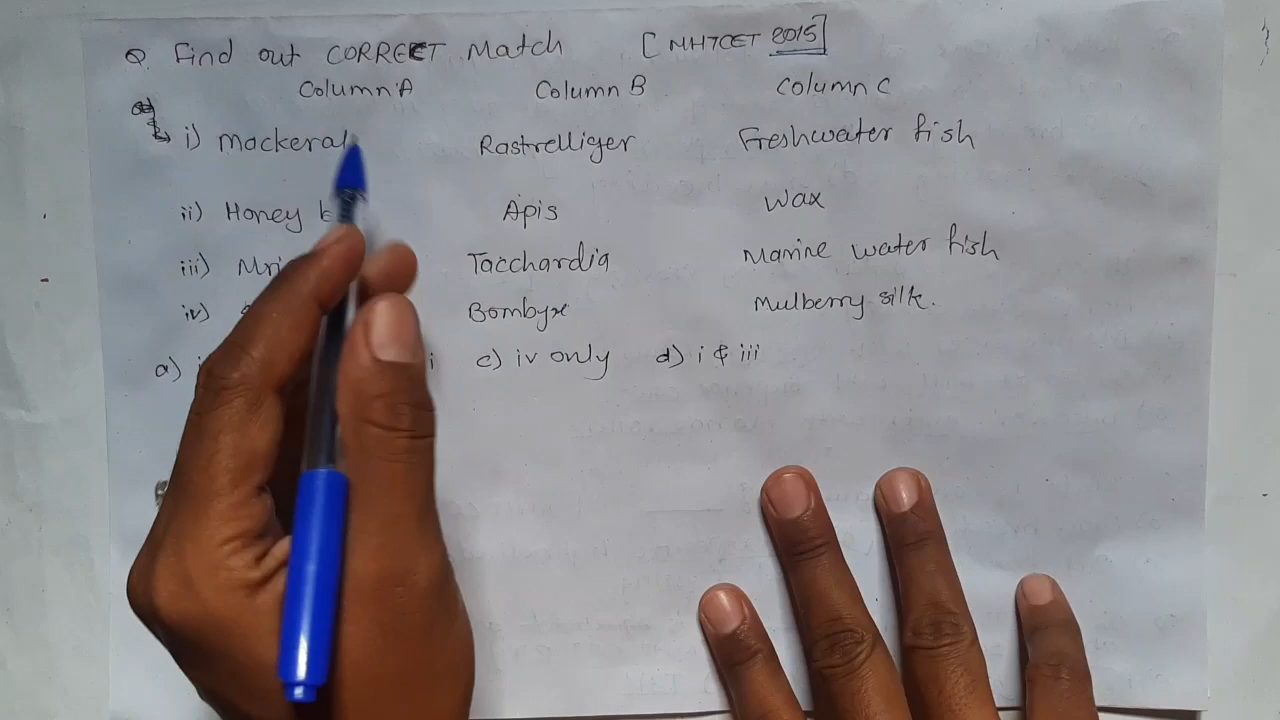 Q. Find out CORRECT Match [MHTCET 2015]
Column A Column B Column C
i) Mackeral Rastrelliger Freshwater fish
ii) Honey Apis Wax
iii) Tacchardia Marine water fish
iv) Bombyx Mulberry silk.
a) c) iv only d) i & iii